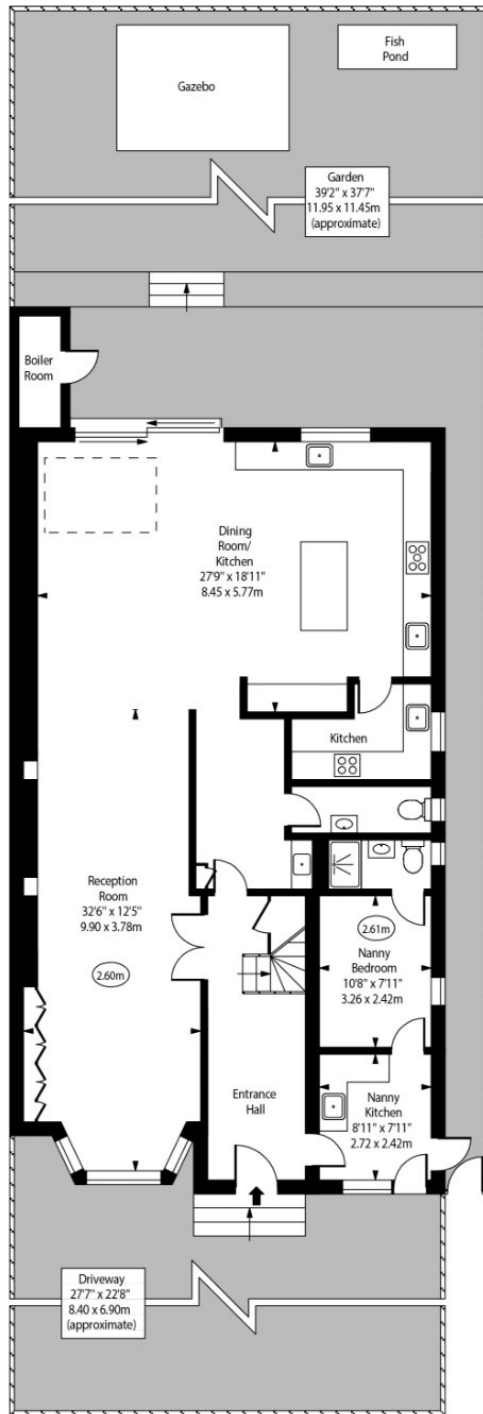 Gazebo
Fish
Pond
Garden
39'2" x 37'7"
11.95 x 11.45m
(approximate)
Boiler
Room
Dining
Room/
Kitchen
27'9" x 18'11"
8.45 x 5.77m
Kitchen
Reception
Room
32'6" x 12'5"
9.90 x 3.78m
2.60m
2.61m
Nanny
Bedroom
10'8" x 7'11"
3.26 x 2.42m
Entrance
Hall
Nanny
Kitchen
8'11" x 7'11"
2.72 x 2.42m
Driveway
27'7" x 22'8"
8.40 x 6.90m
(approximate)